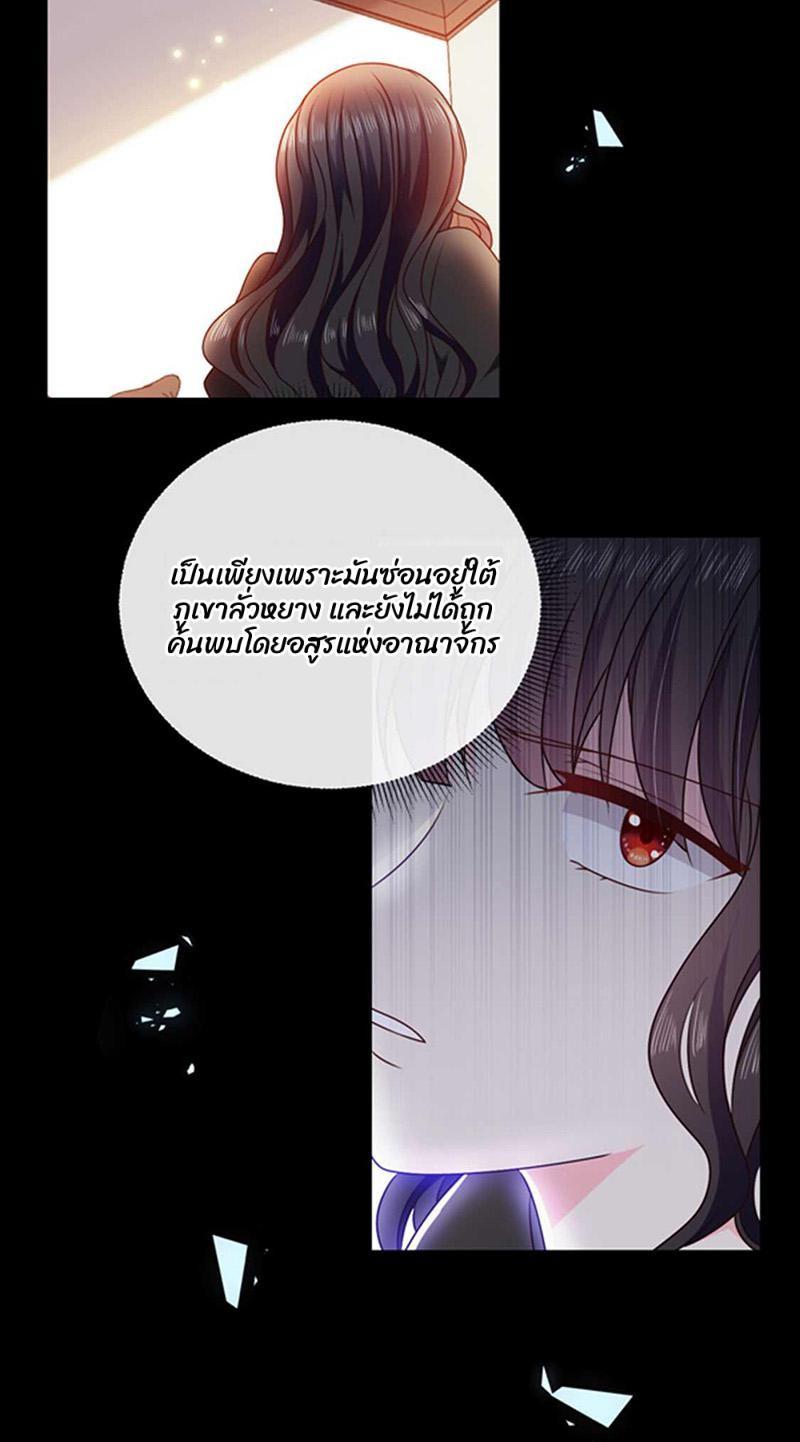 เป็นเพียงเพราะมันซ่อนอยู่ใต้
ภูเขาลั่วหยาง และยังไม่ได้ถูก
ค้นพบโดยอสูรแห่งอาณาจักร